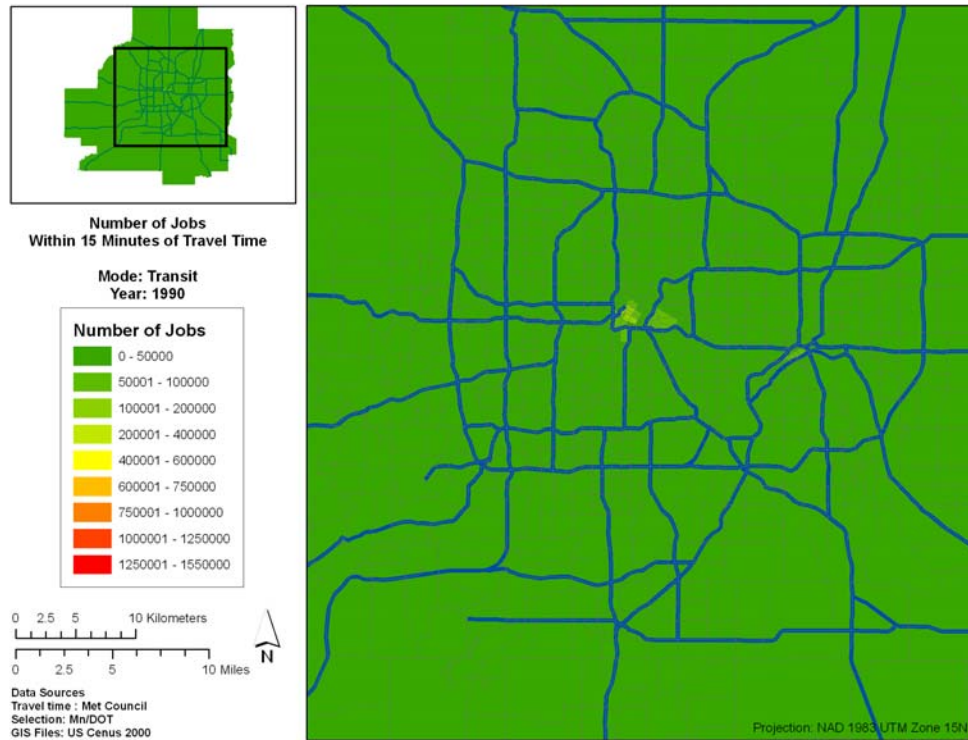 Number of Jobs
Within 15 Minutes of Travel Time
Mode: Transit
Year: 1990
Number of Jobs
0 - 50000
50001 - 100000
100001 - 200000
200001 - 400000
400001 - 600000
600001 - 750000
750001 - 1000000
1000001 - 1250000
1250001 - 1550000
0 2.5 5 10 Kilometers
0 2.5 5 10 Miles
N
Data Sources
Travel time : Met Council
Selection: Mn/DOT
GIS Files: US Cenus 2000
Projection: NAD 1983 UTM Zone 15N